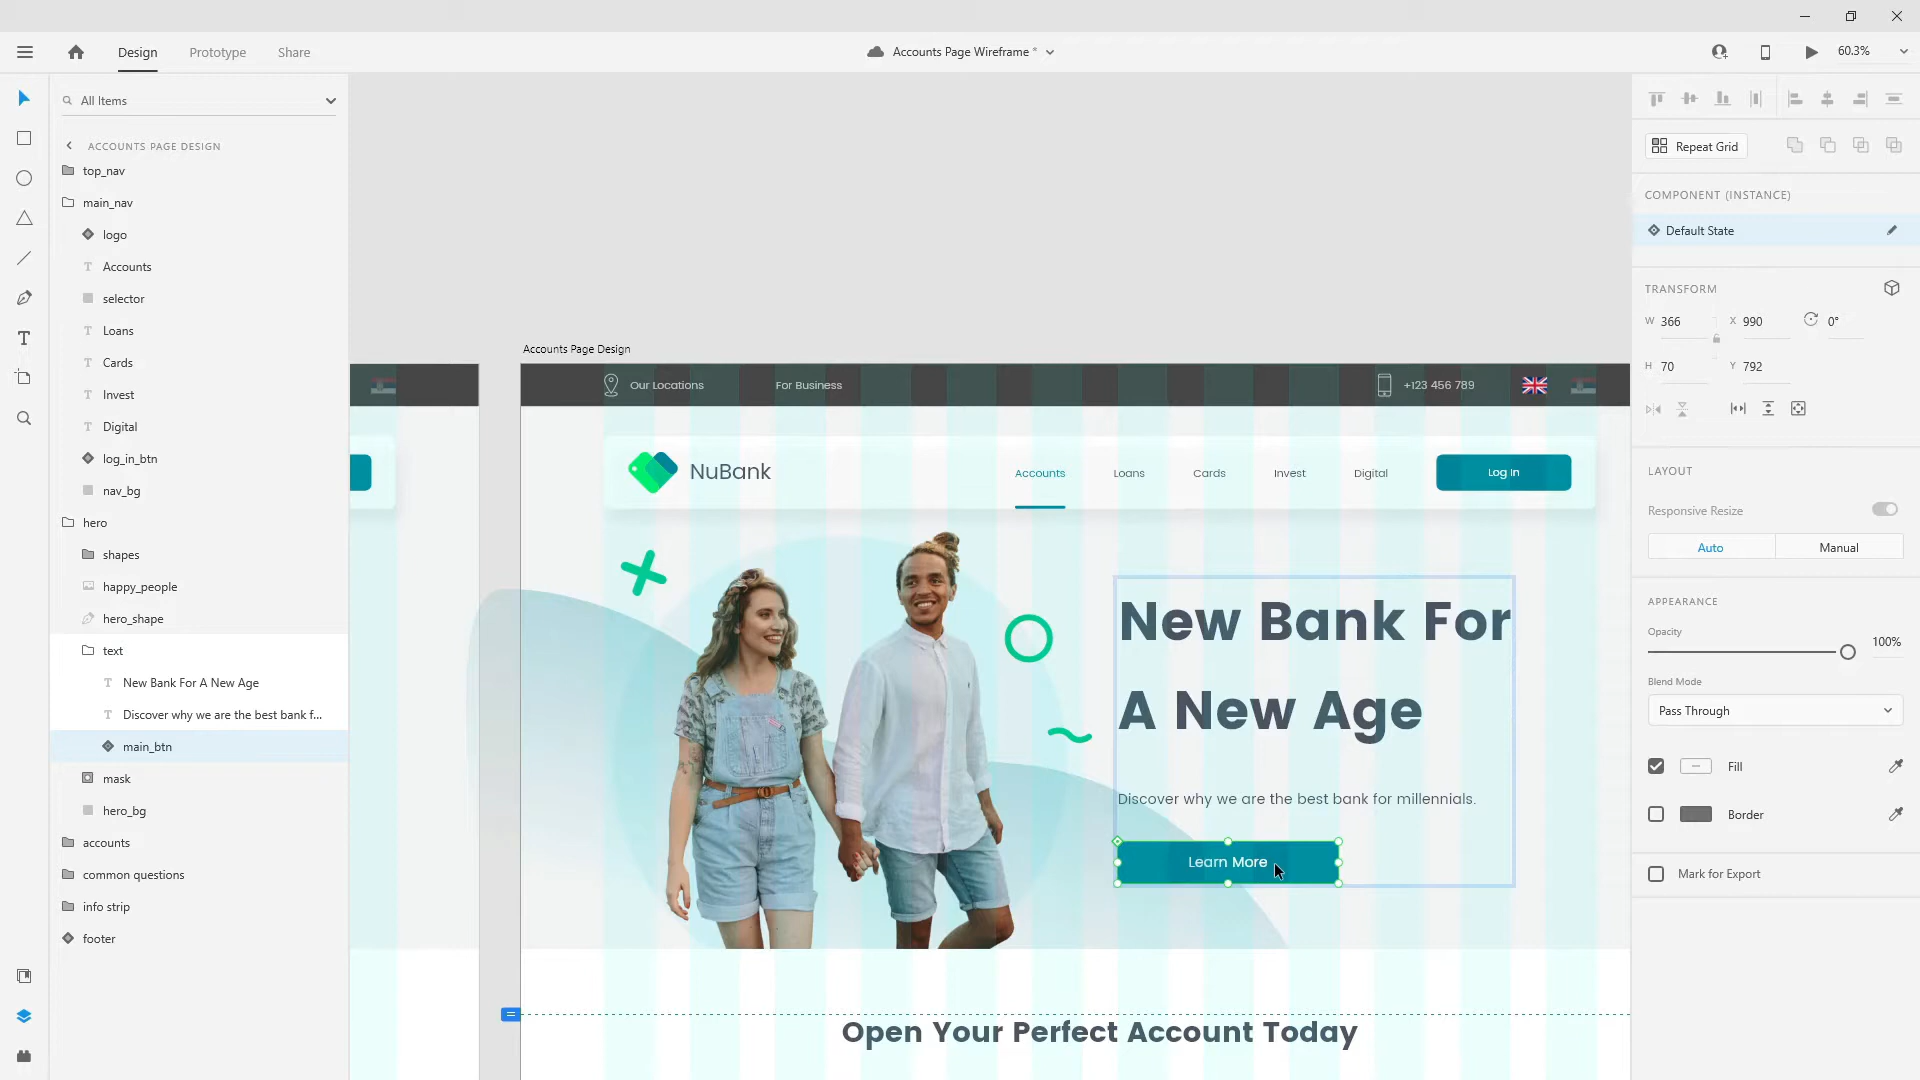 Design
Prototype
Share
Accounts Page Wireframe *
60.3%
All Items
ACCOUNTS PAGE DESIGN
top_nav
main_nav
logo
Accounts
selector
Loans
Cards
Invest
Digital
log_in_btn
nav_bg
hero
shapes
happy_people
hero_shape
text
New Bank For A New Age
Discover why we are the best bank f...
main_btn
mask
hero_bg
accounts
common questions
info strip
footer
Accounts Page Design
Our Locations
For Business
+123 456 789
NuBank
Accounts
Loans
Cards
Invest
Digital
Log In
New Bank For
A New Age
Discover why we are the best bank for millennials.
Learn More
Open Your Perfect Account Today
Repeat Grid
COMPONENT (INSTANCE)
Default State
TRANSFORM
W 366
X 990
0°
H 70
Y 792
LAYOUT
Responsive Resize
Auto
Manual
APPEARANCE
Opacity
100%
Blend Mode
Pass Through
Fill
Border
Mark for Export